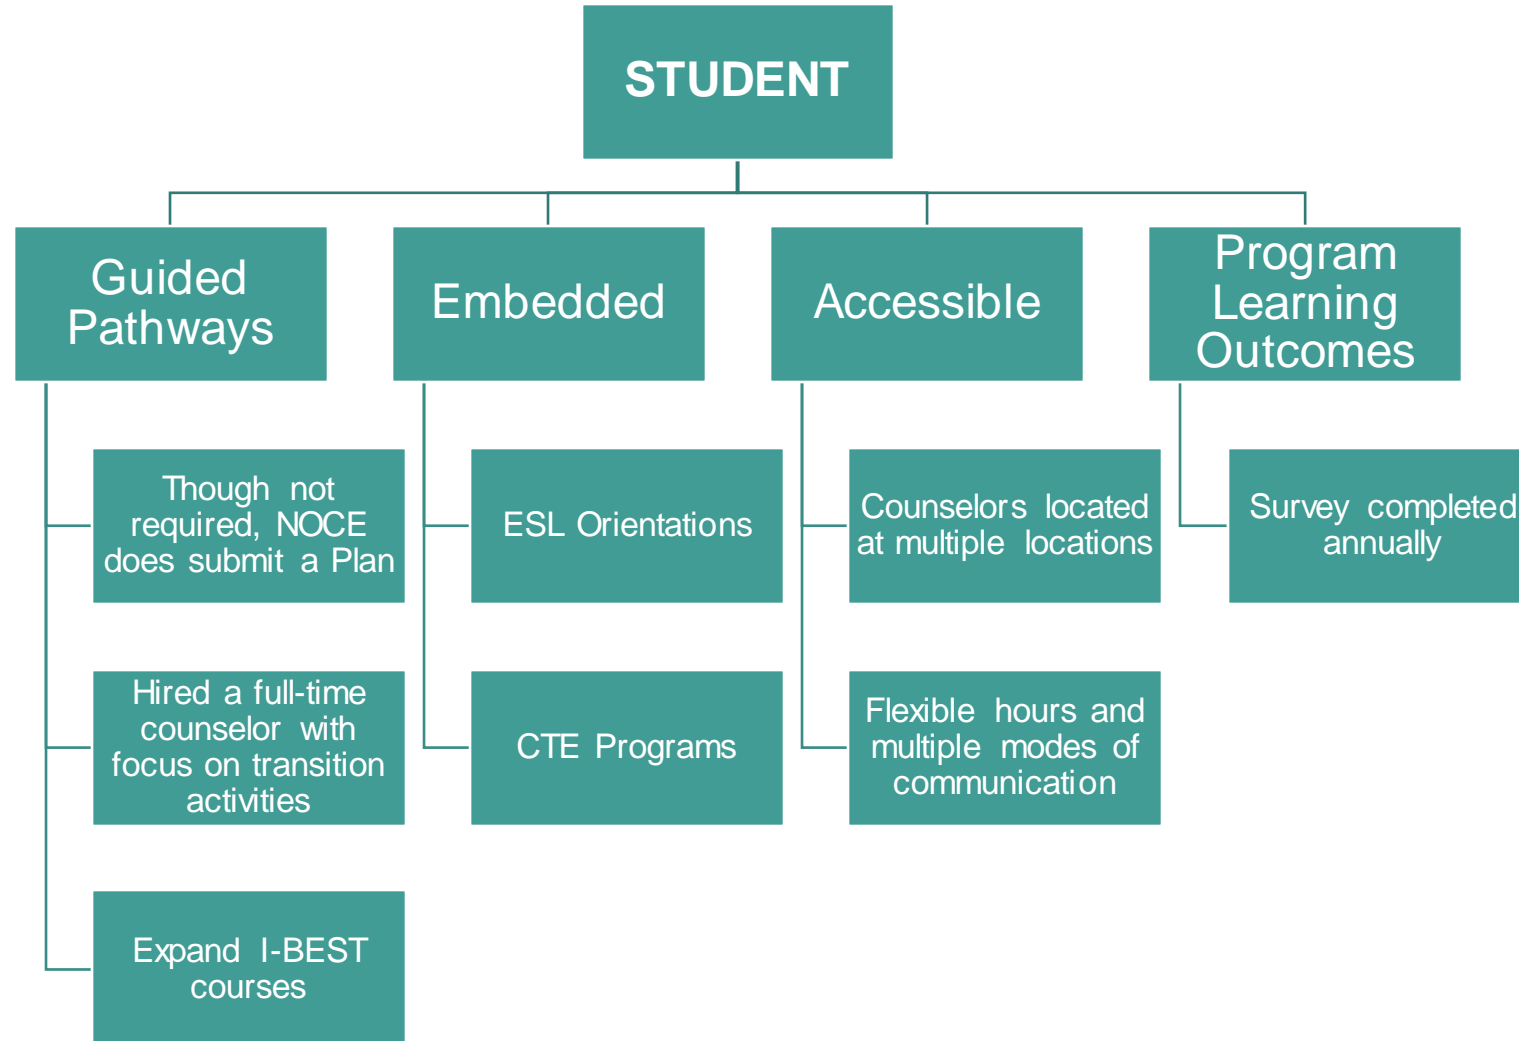 STUDENT
Guided
Pathways
Embedded
Accessible
Program
Learning
Outcomes
Though not
required, NOCE
does submit a Plan
ESL Orientations
Counselors located
at multiple locations
Survey completed
annually
Hired a full-time
counselor with
focus on transition
activities
CTE Programs
Flexible hours and
multiple modes of
communication
Expand I-BEST
courses